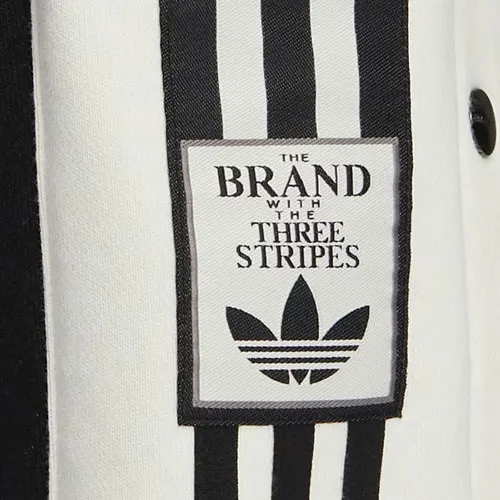 THE
BRAND
WITH
THE
THREE
STRIPES